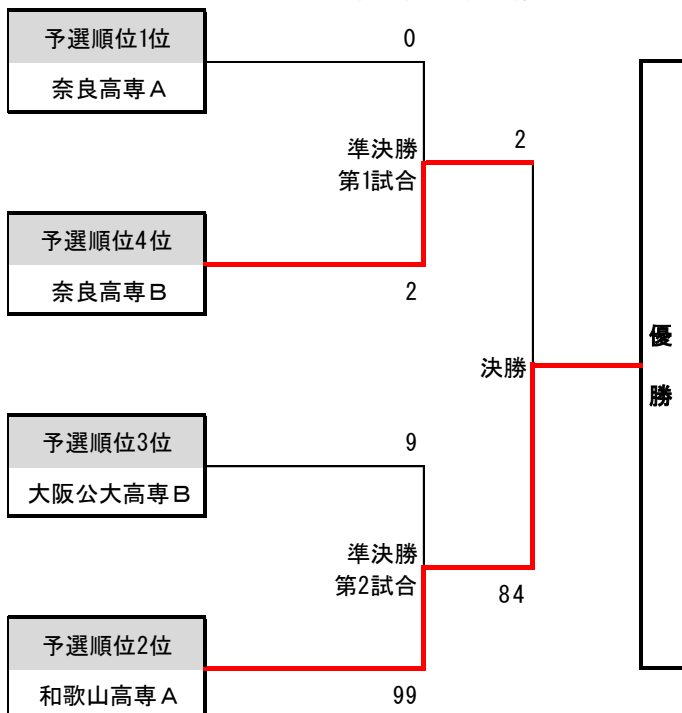 予選順位1位
0
奈良高専A
準決勝
第1試合
2
予選順位4位
奈良高専B
2
優
勝
決勝
予選順位3位
9
大阪公大高専B
準決勝
第2試合
84
予選順位2位
和歌山高専A
99